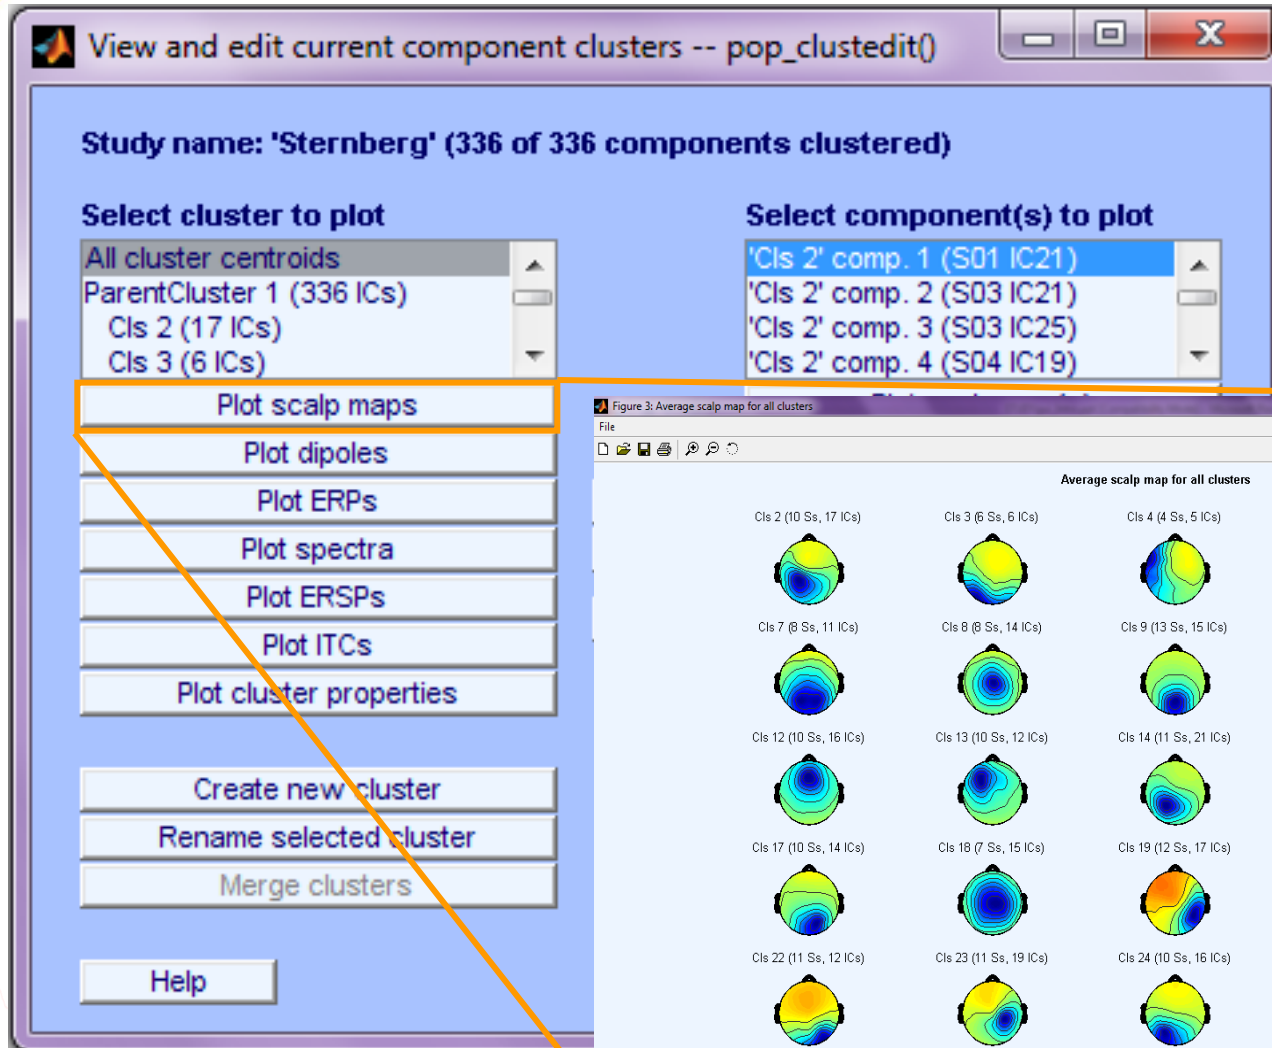 View and edit current component clusters -- pop_clustedit()
Study name: 'Sternberg' (336 of 336 components clustered)
Select cluster to plot
All cluster centroids
ParentCluster 1 (336 ICs)
Cls 2 (17 ICs)
Cls 3 (6 ICs)
Select component(s) to plot
'Cls 2' comp. 1 (S01 IC21)
'Cls 2' comp. 2 (S03 IC21)
'Cls 2' comp. 3 (S03 IC25)
'Cls 2' comp. 4 (S04 IC19)
Plot scalp maps
Plot dipoles
Plot ERPs
Plot spectra
Plot ERSPs
Plot ITCs
Plot cluster properties
Create new cluster
Rename selected cluster
Merge clusters
Help
Figure 3: Average scalp map for all clusters
File
Average scalp map for all clusters
Cls 2 (10 Ss, 17 ICs) Cls 3 (6 Ss, 6 ICs) Cls 4 (4 Ss, 5 ICs)
Cls 7 (8 Ss, 11 ICs) Cls 8 (8 Ss, 14 ICs) Cls 9 (13 Ss, 15 ICs)
Cls 12 (10 Ss, 16 ICs) Cls 13 (10 Ss, 12 ICs) Cls 14 (11 Ss, 21 ICs)
Cls 17 (10 Ss, 14 ICs) Cls 18 (7 Ss, 15 ICs) Cls 19 (12 Ss, 17 ICs)
Cls 22 (11 Ss, 12 ICs) Cls 23 (11 Ss, 19 ICs) Cls 24 (10 Ss, 16 ICs)